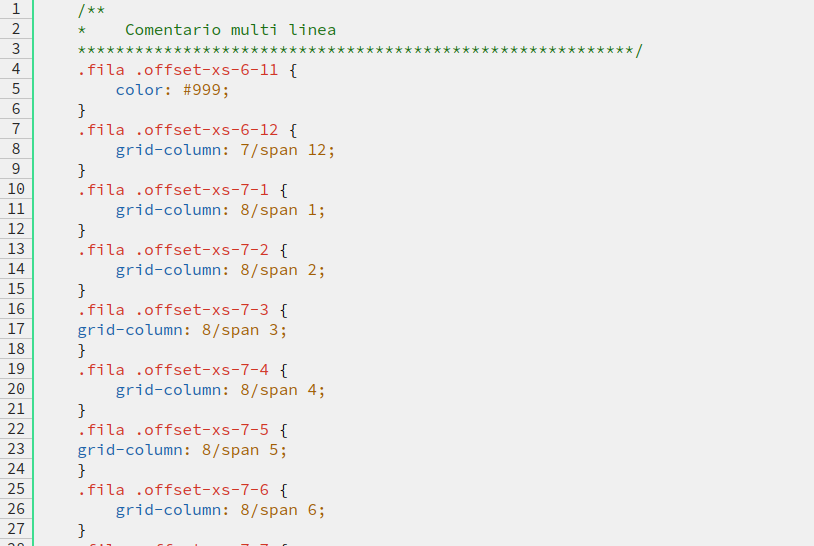 1 /**
2 *    Comentario multi linea
3 **********************************************************/
4 .fila .offset-xs-6-11 {
5     color: #999;
6 }
7 .fila .offset-xs-6-12 {
8     grid-column: 7/span 12;
9 }
10 .fila .offset-xs-7-1 {
11     grid-column: 8/span 1;
12 }
13 .fila .offset-xs-7-2 {
14     grid-column: 8/span 2;
15 }
16 .fila .offset-xs-7-3 {
17 grid-column: 8/span 3;
18 }
19 .fila .offset-xs-7-4 {
20     grid-column: 8/span 4;
21 }
22 .fila .offset-xs-7-5 {
23 grid-column: 8/span 5;
24 }
25 .fila .offset-xs-7-6 {
26     grid-column: 8/span 6;
27 }